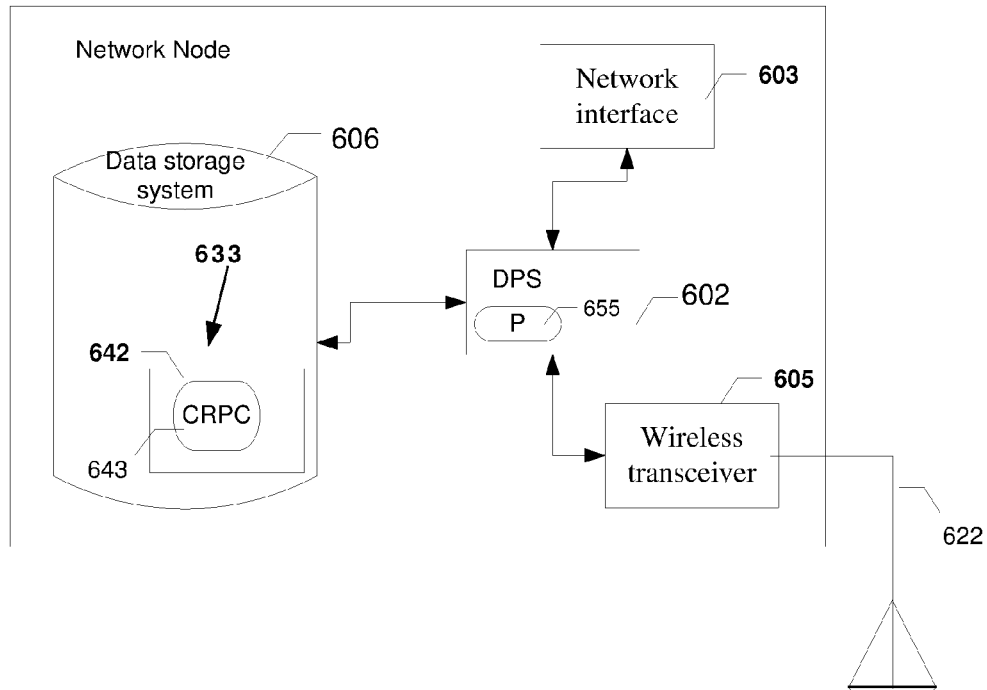 Network Node
Network
interface
603
606
Data storage
system
633
DPS
P
655
602
642
CRPC
643
605
Wireless
transceiver
622